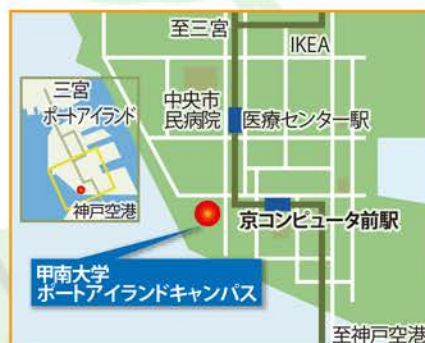 至三宮
IKEA
三宮
ポートアイランド
中央市
民病院
医療センター駅
神戸空港
京コンピュータ前駅
甲南大学
ポートアイランドキャンパス
至神戸空港